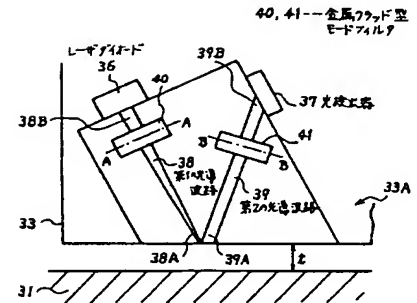 40, 41---金属クラッド型
モードフィルタ
レーザダイオード
36
39B
40
38B
A
37 光検出器
A
B
41
B
38
第1の光導
波路
39
第2の光導波路
33A
33
38A
39A
t
31